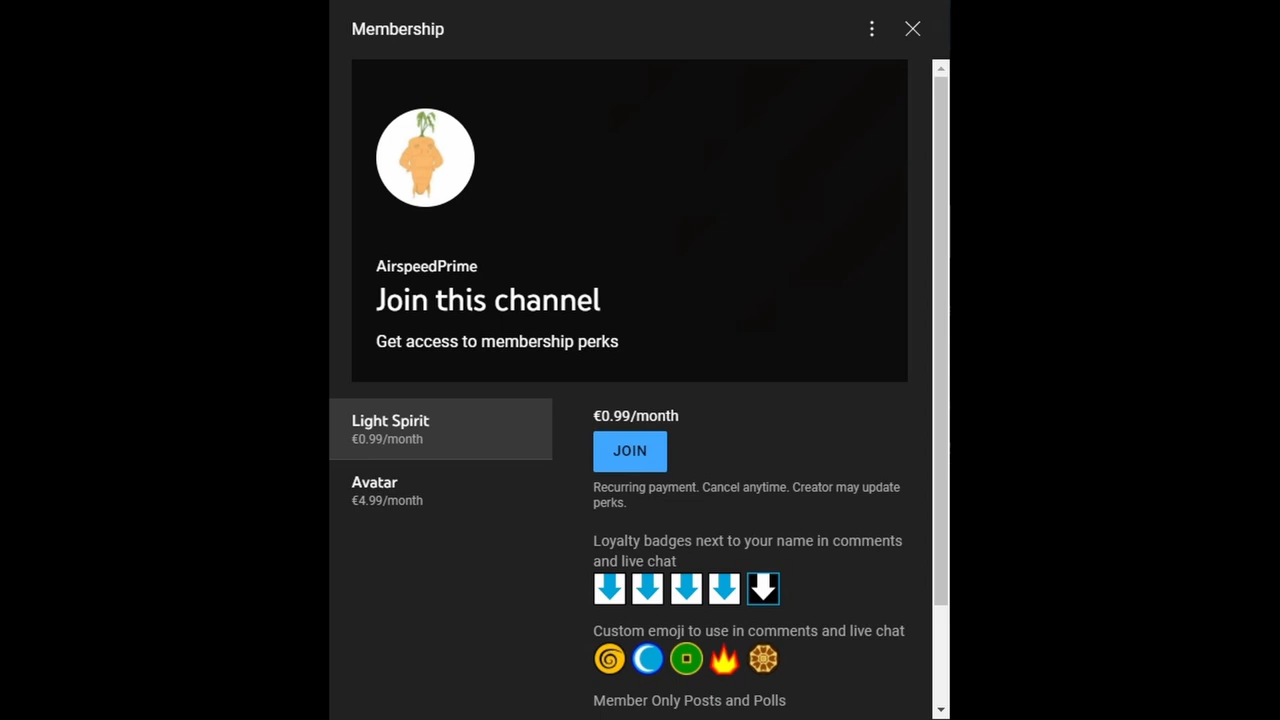 Membership
AirspeedPrime
Join this channel
Get access to membership perks
Light Spirit
€0.99/month
Avatar
€4.99/month
€0.99/month
JOIN
Recurring payment. Cancel anytime. Creator may update
perks.
Loyalty badges next to your name in comments
and live chat
Custom emoji to use in comments and live chat
Member Only Posts and Polls